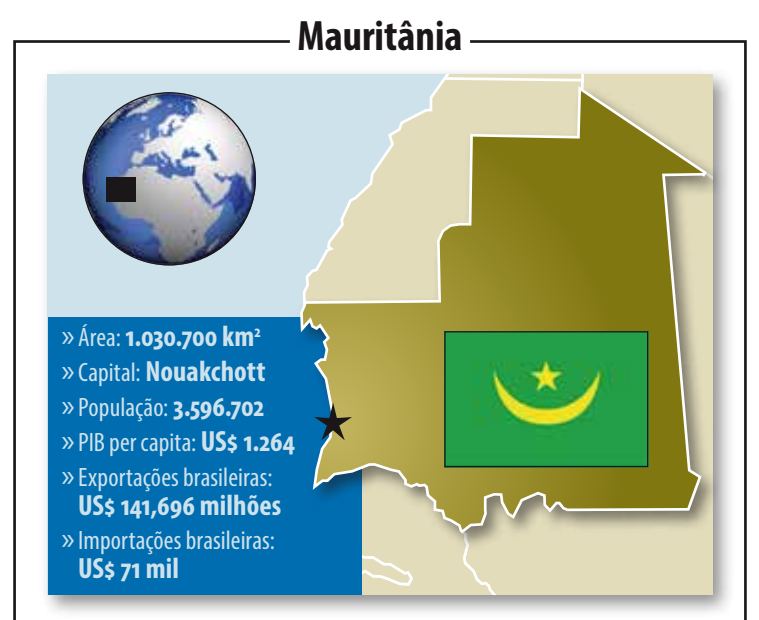 Mauritânia
» Área: 1.030.700 km²
» Capital: Nouakchott
» População: 3.596.702
» PIB per capita: US$ 1.264
» Exportações brasileiras:
US$ 141,696 milhões
» Importações brasileiras:
US$ 71 mil